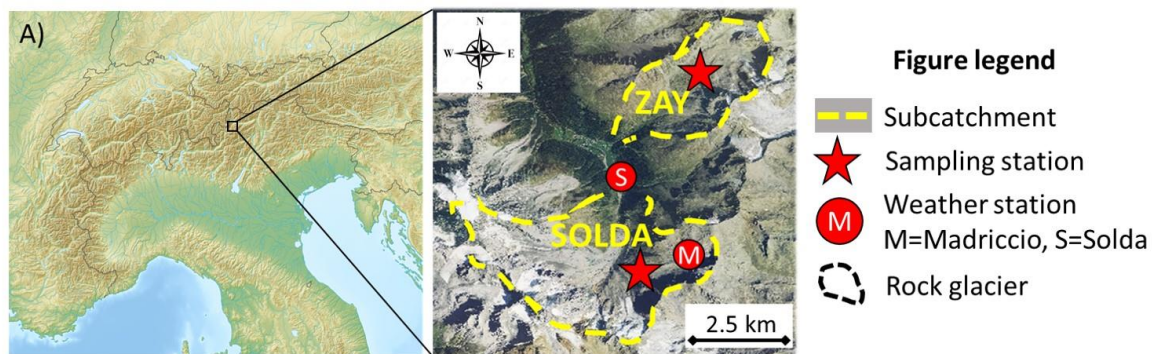 A)
N
W E
S
ZAY
S
SOLDA
M
2.5 km
Figure legend
Subcatchment
Sampling station
M
Weather station
M=Madriccio, S=Solda
Rock glacier